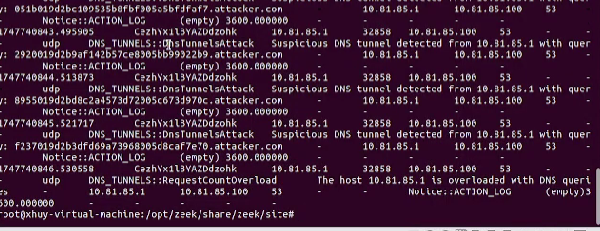 y: 051b019d2bc109535b8fbf305c6bfdfaf7.attacker.com - 10.81.85.1 10.81.85.100 53 -
Notice::ACTION_LOG (empty) 3600.000000 - - - - -
1747740843.495905 CezhYx1l3YAZDdzohk 10.81.85.1 32858 10.81.85.100 53 - -
- udp DNS_TUNNELS::DnsTunnelsAttack Suspicious DNS tunnel detected from 10.81.85.1 with quer
y: 2920019d2b9af142b57ce8305bb99922b9.attacker.com - 10.81.85.1 10.81.85.100 53 -
Notice::ACTION_LOG (empty) 3600.000000 - - - - -
1747740844.513873 CezhYx1l3YAZDdzohk 10.81.85.1 32858 10.81.85.100 53 - -
- udp DNS_TUNNELS::DnsTunnelsAttack Suspicious DNS tunnel detected from 10.81.85.1 with quer
y: 8955019d2bd8c2a4573d72305c673d970c.attacker.com - 10.81.85.1 10.81.85.100 53 -
Notice::ACTION_LOG (empty) 3600.000000 - - - - -
1747740845.521717 CezhYx1l3YAZDdzohk 10.81.85.1 32858 10.81.85.100 53 - -
- udp DNS_TUNNELS::DnsTunnelsAttack Suspicious DNS tunnel detected from 10.81.85.1 with quer
y: f237019d2b3dfd69a73968305d8caf7e70.attacker.com - 10.81.85.1 10.81.85.100 53 -
Notice::ACTION_LOG (empty) 3600.000000 - - - - -
1747740846.530558 CezhYx1l3YAZDdzohk 10.81.85.1 32858 10.81.85.100 53 - -
- udp DNS_TUNNELS::RequestCountOverload The host 10.81.85.1 is overloaded with DNS queri
es - 10.81.85.1 10.81.85.100 53 - - Notice::ACTION_LOG (empty)3
600.000000 - - - - -
root@xhuy-virtual-machine:/opt/zeek/share/zeek/site#